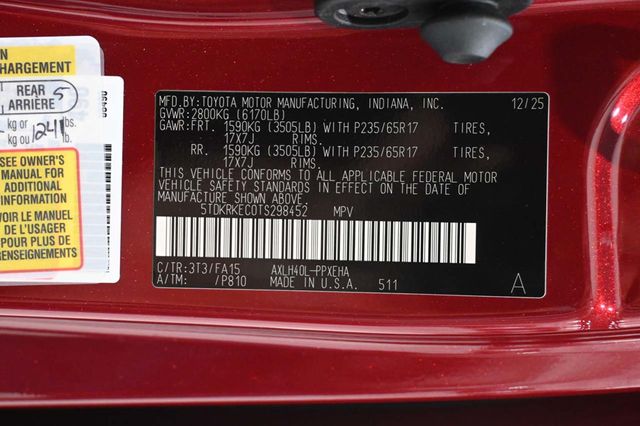 N
HARGEMENT
REAR 5
ARRIÈRE
kg or
kg ou 1241
lbs.
SEE OWNER'S
MANUAL FOR
ADDITIONAL
INFORMATION
VOIR LE MANUEL
DE L'USAGER
POUR PLUS DE
RENSEIGNEMENTS
MFD.BY:TOYOTA MOTOR MANUFACTURING, INDIANA, INC. 12/25
GVWR:2800KG (6170LB)
GAWR:FRT. 1590KG (3505LB) WITH P235/65R17 TIRES,
17X7J RIMS.
RR. 1590KG (3505LB) WITH P235/65R17 TIRES,
17X7J RIMS.
THIS VEHICLE CONFORMS TO ALL APPLICABLE FEDERAL MOTOR
VEHICLE SAFETY STANDARDS IN EFFECT ON THE DATE OF
MANUFACTURE SHOWN ABOVE.
5TDKRKEC0TS298452 MPV
C/TR:3T3/FA15 AXLH40L-PPXEHA
A/TM: /P810 MADE IN U.S.A. 511 A